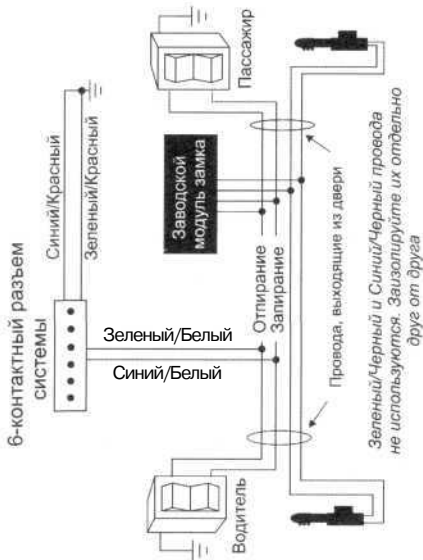 6-контактный разъем
системы
Синий/Красный
Зеленый/Красный
Зеленый/Белый
Синий/Белый
Заводской
модуль замка
Пассажир
Отпирание
Запирание
Водитель
Провода, выходящие из двери
Зеленый/Черный и Синий/Черный провода
не используются. Заизолируйте их отдельно
друг от друга